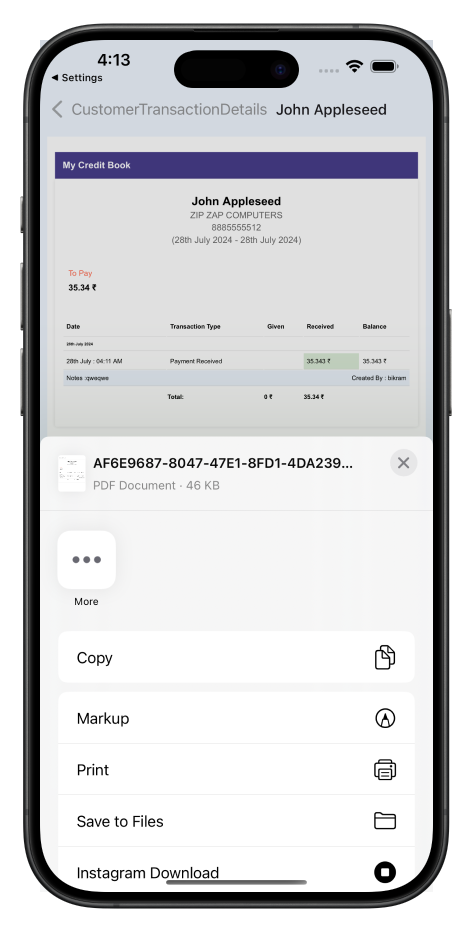 4:13
◀ Settings
CustomerTransactionDetails John Appleseed
My Credit Book
John Appleseed
ZIP ZAP COMPUTERS
8885555512
(28th July 2024 - 28th July 2024)
To Pay
35.34 ₹
Date Transaction Type Given Received Balance
28th July 2024
28th July : 04:11 AM Payment Received 35.343 ₹ 35.343 ₹
Notes :qweqwe Created By : bikram
Total: 0 ₹ 35.34 ₹
AF6E9687-8047-47E1-8FD1-4DA239...
PDF Document · 46 KB
More
Copy
Markup
Print
Save to Files
Instagram Download